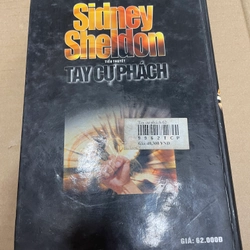 Sidney
Sheldon
TIỂU THUYẾT
TAY CỰ PHÁCH
GIÁ: 62.000Đ